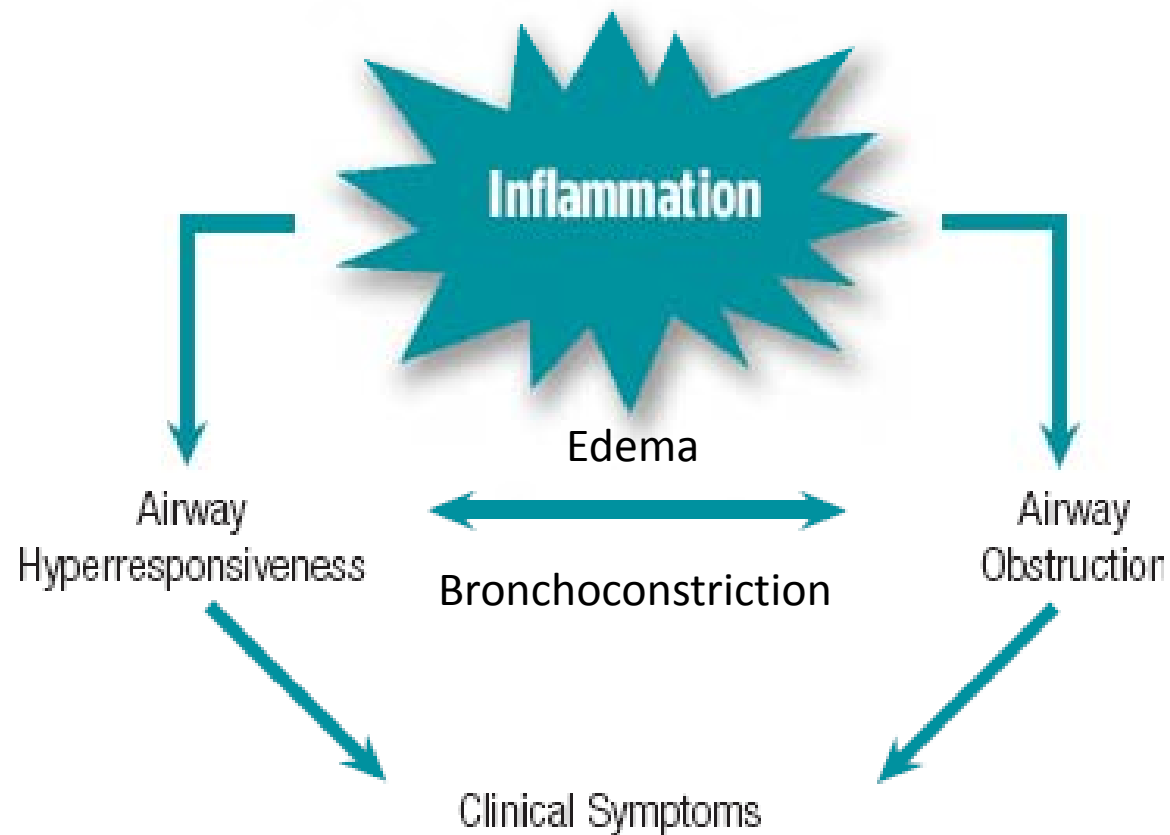 Inflammation
Edema
Airway
Hyperresponsiveness
Airway
Obstruction
Bronchoconstriction
Clinical Symptoms